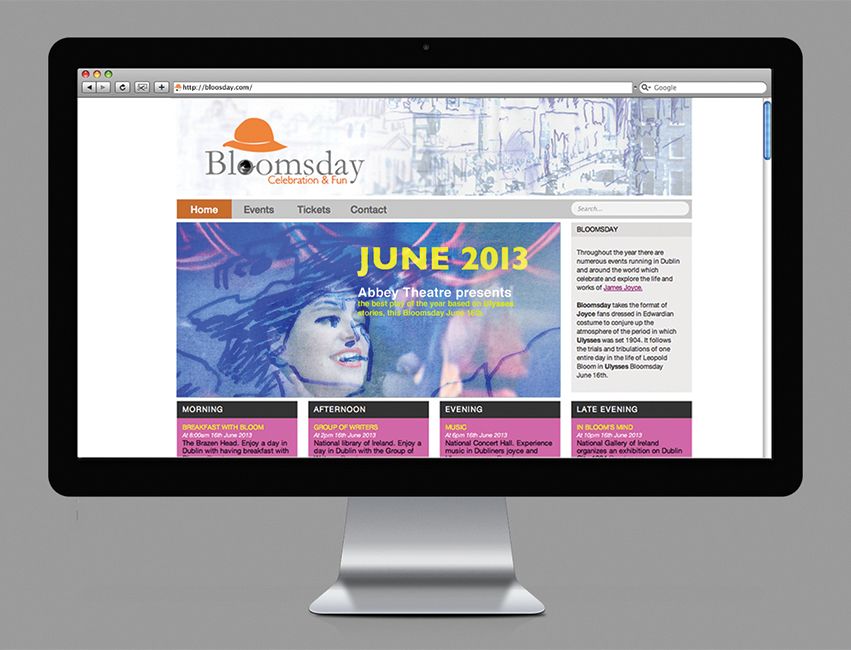 http://bloosday.com/
Google
Bloomsday
Celebration & Fun
Home Events Tickets Contact
Search...
JUNE 2013
Abbey Theatre presents
the best play of the year based on Ulysses
stories, this Bloomsday June 16th.
BLOOMSDAY
Throughout the year there are
numerous events running in Dublin
and around the world which
celebrate and explore the life and
works of James Joyce.
Bloomsday takes the format of
Joyce fans dressed in Edwardian
costume to conjure up the
atmosphere of the period in which
Ulysses was set 1904. It follows
the trials and tribulations of one
entire day in the life of Leopold
Bloom in Ulysses Bloomsday
June 16th.
MORNING
BREAKFAST WITH BLOOM
At 8:00am 16th June 2013
The Brazen Head. Enjoy a day in
Dublin with having breakfast with
AFTERNOON
GROUP OF WRITERS
At 2pm 16th June 2013
National library of Ireland. Enjoy a
day in Dublin with the Group of
EVENING
MUSIC
At 6pm 16th June 2013
National Concert Hall. Experience
music in Dubliners joyce and
LATE EVENING
IN BLOOM'S MIND
At 10pm 16th June 2013
National Gallery of Ireland
organizes an exhibition on Dublin